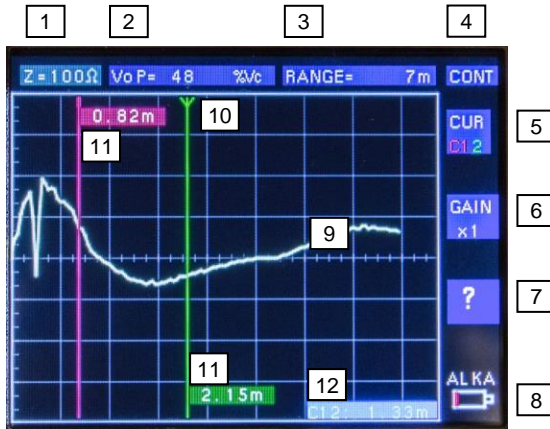 1 2 3 4
Z=100Ω VoP= 48 %Vc RANGE= 7m CONT
0.82m 10
CUR
C1 2
5
11
GAIN
x1
6
9
?
7
11
12
ALKA
2.15m
C12: 1.33m
8